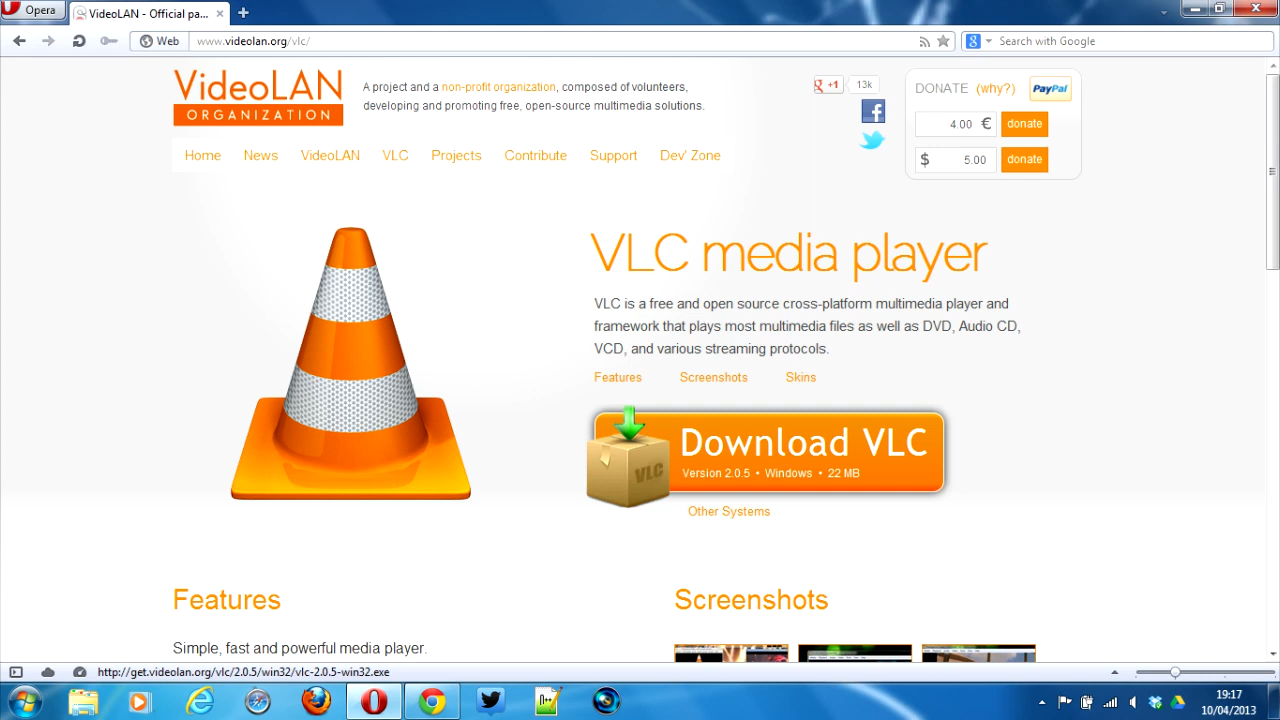 Opera
VideoLAN - Official pa...
Web
www.videolan.org/vlc/
Search with Google
VideoLAN
ORGANIZATION
A project and a non-profit organization, composed of volunteers,
developing and promoting free, open-source multimedia solutions.
+1
13k
DONATE (why?)
PayPal
4.00 €
donate
$ 5.00
donate
Home News VideoLAN VLC Projects Contribute Support Dev' Zone
VLC media player
VLC is a free and open source cross-platform multimedia player and
framework that plays most multimedia files as well as DVD, Audio CD,
VCD, and various streaming protocols.
Features Screenshots Skins
VLC
Download VLC
Version 2.0.5 • Windows • 22 MB
Other Systems
Features
Screenshots
Simple, fast and powerful media player.
http://get.videolan.org/vlc/2.0.5/win32/vlc-2.0.5-win32.exe
19:17
10/04/2013